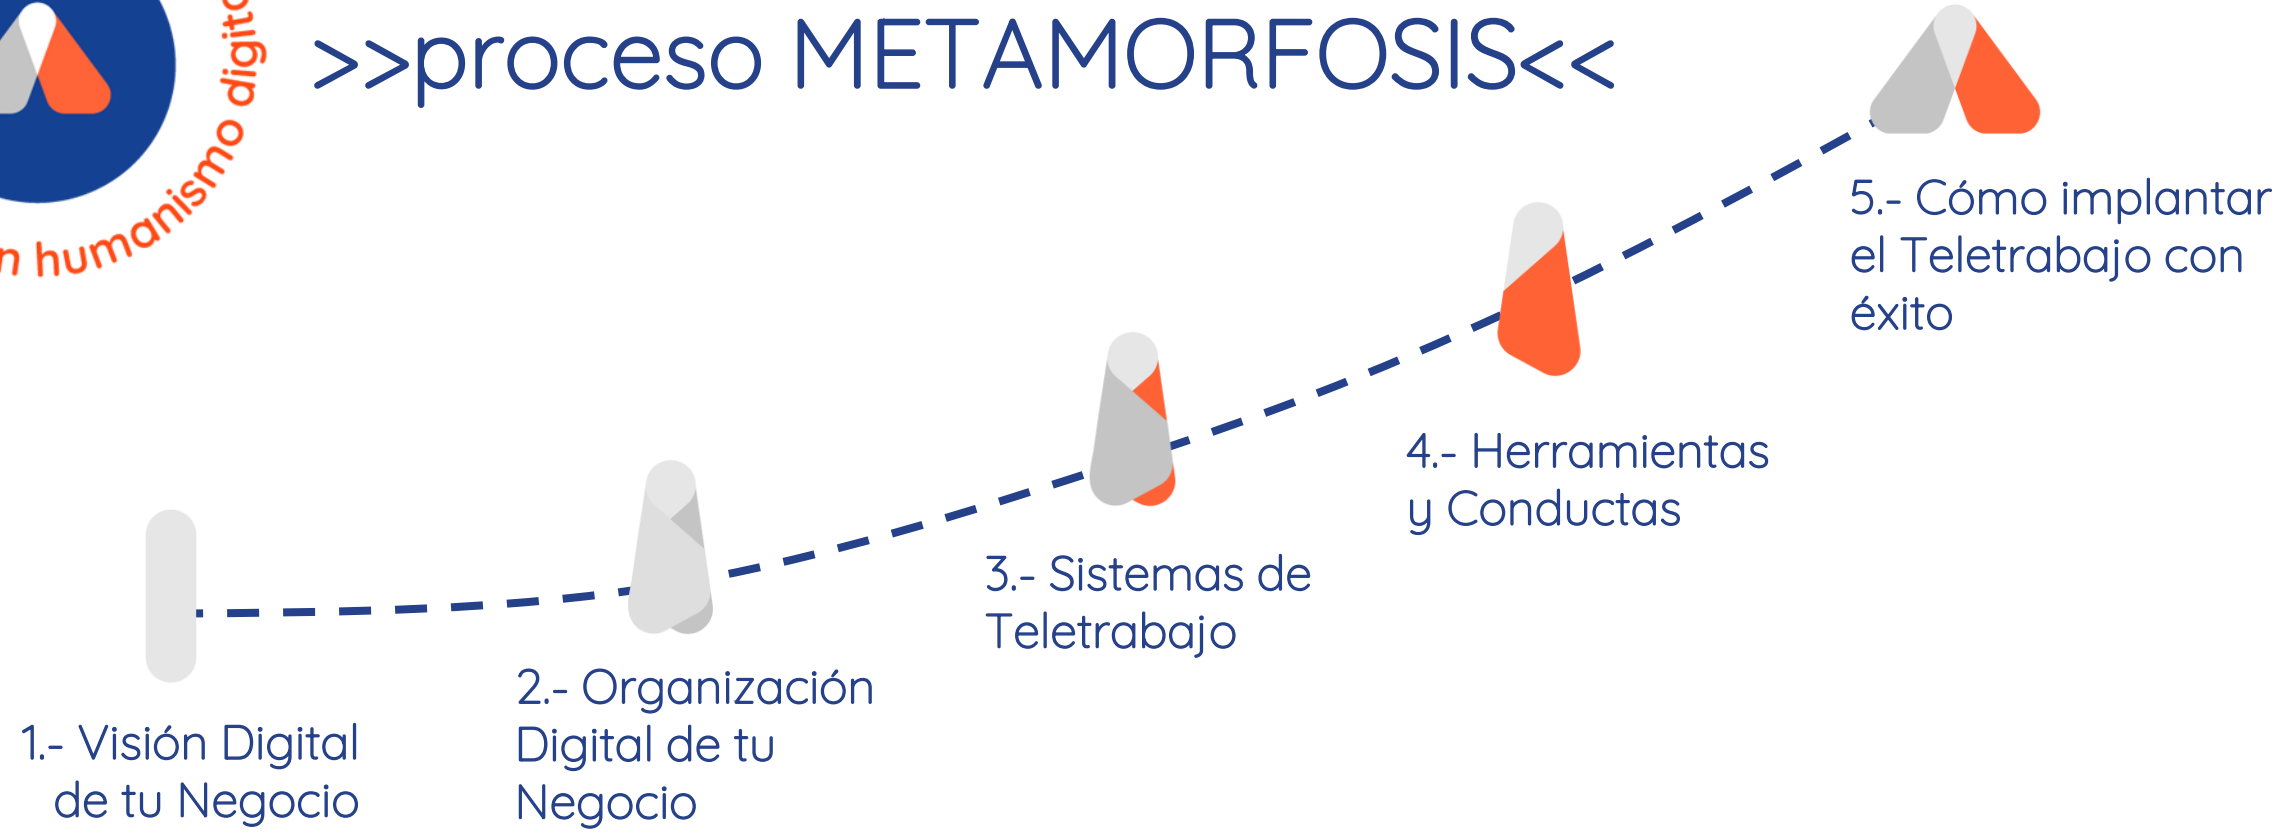 >>proceso METAMORFOSIS<<
humanismo
5.- Cómo implantar
el Teletrabajo con
éxito
4.- Herramientas
y Conductas
3.- Sistemas de
Teletrabajo
2.- Organización
Digital de tu
Negocio
1.- Visión Digital
de tu Negocio